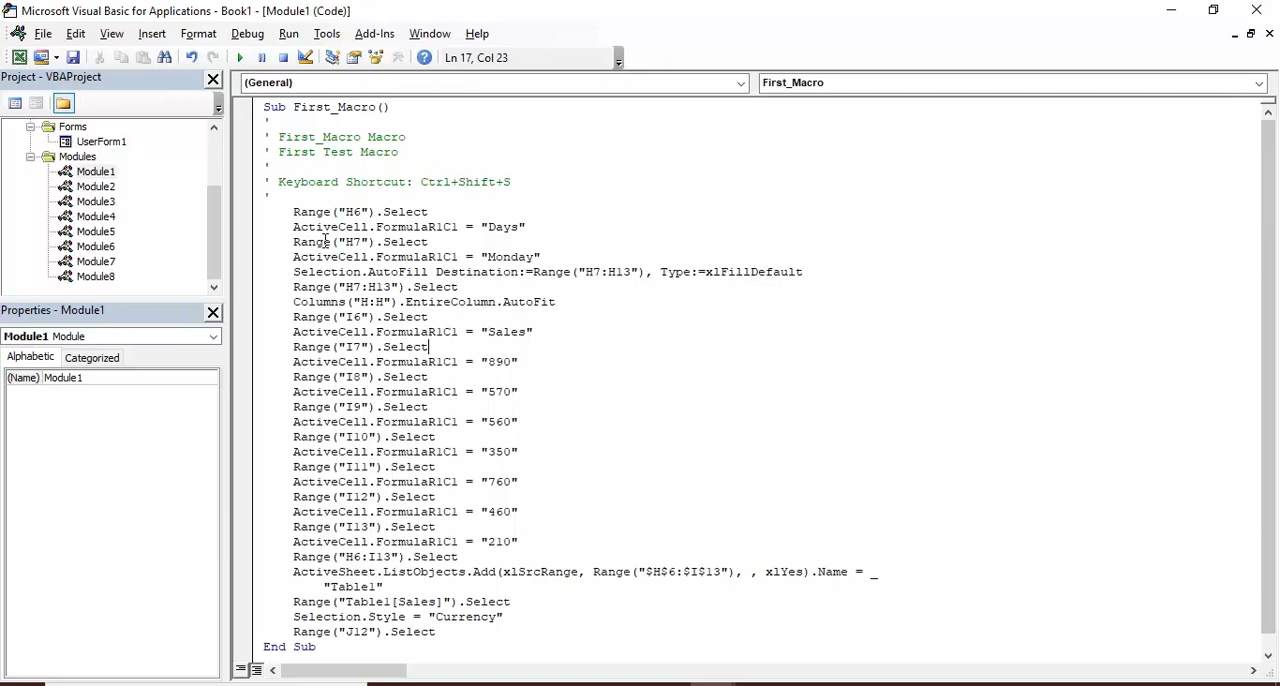 Microsoft Visual Basic for Applications - Book1 - [Module1 (Code)]
File Edit View Insert Format Debug Run Tools Add-Ins Window Help
Ln 17, Col 23
Project - VBAProject
Forms
UserForm1
Modules
Module1
Module2
Module3
Module4
Module5
Module6
Module7
Module8
Properties - Module1
Module1 Module
Alphabetic Categorized
(Name) Module1
(General) First_Macro
Sub First_Macro()
'
' First_Macro Macro
' First Test Macro
'
' Keyboard Shortcut: Ctrl+Shift+S
'
Range("H6").Select
ActiveCell.FormulaR1C1 = "Days"
Range("H7").Select
ActiveCell.FormulaR1C1 = "Monday"
Selection.AutoFill Destination:=Range("H7:H13"), Type:=xlFillDefault
Range("H7:H13").Select
Columns("H:H").EntireColumn.AutoFit
Range("I6").Select
ActiveCell.FormulaR1C1 = "Sales"
Range("I7").Select
ActiveCell.FormulaR1C1 = "890"
Range("I8").Select
ActiveCell.FormulaR1C1 = "570"
Range("I9").Select
ActiveCell.FormulaR1C1 = "560"
Range("I10").Select
ActiveCell.FormulaR1C1 = "350"
Range("I11").Select
ActiveCell.FormulaR1C1 = "760"
Range("I12").Select
ActiveCell.FormulaR1C1 = "460"
Range("I13").Select
ActiveCell.FormulaR1C1 = "210"
Range("H6:I13").Select
ActiveSheet.ListObjects.Add(xlSrcRange, Range("$H$6:$I$13"), , xlYes).Name = _
"Table1"
Range("Table1[Sales]").Select
Selection.Style = "Currency"
Range("J12").Select
End Sub